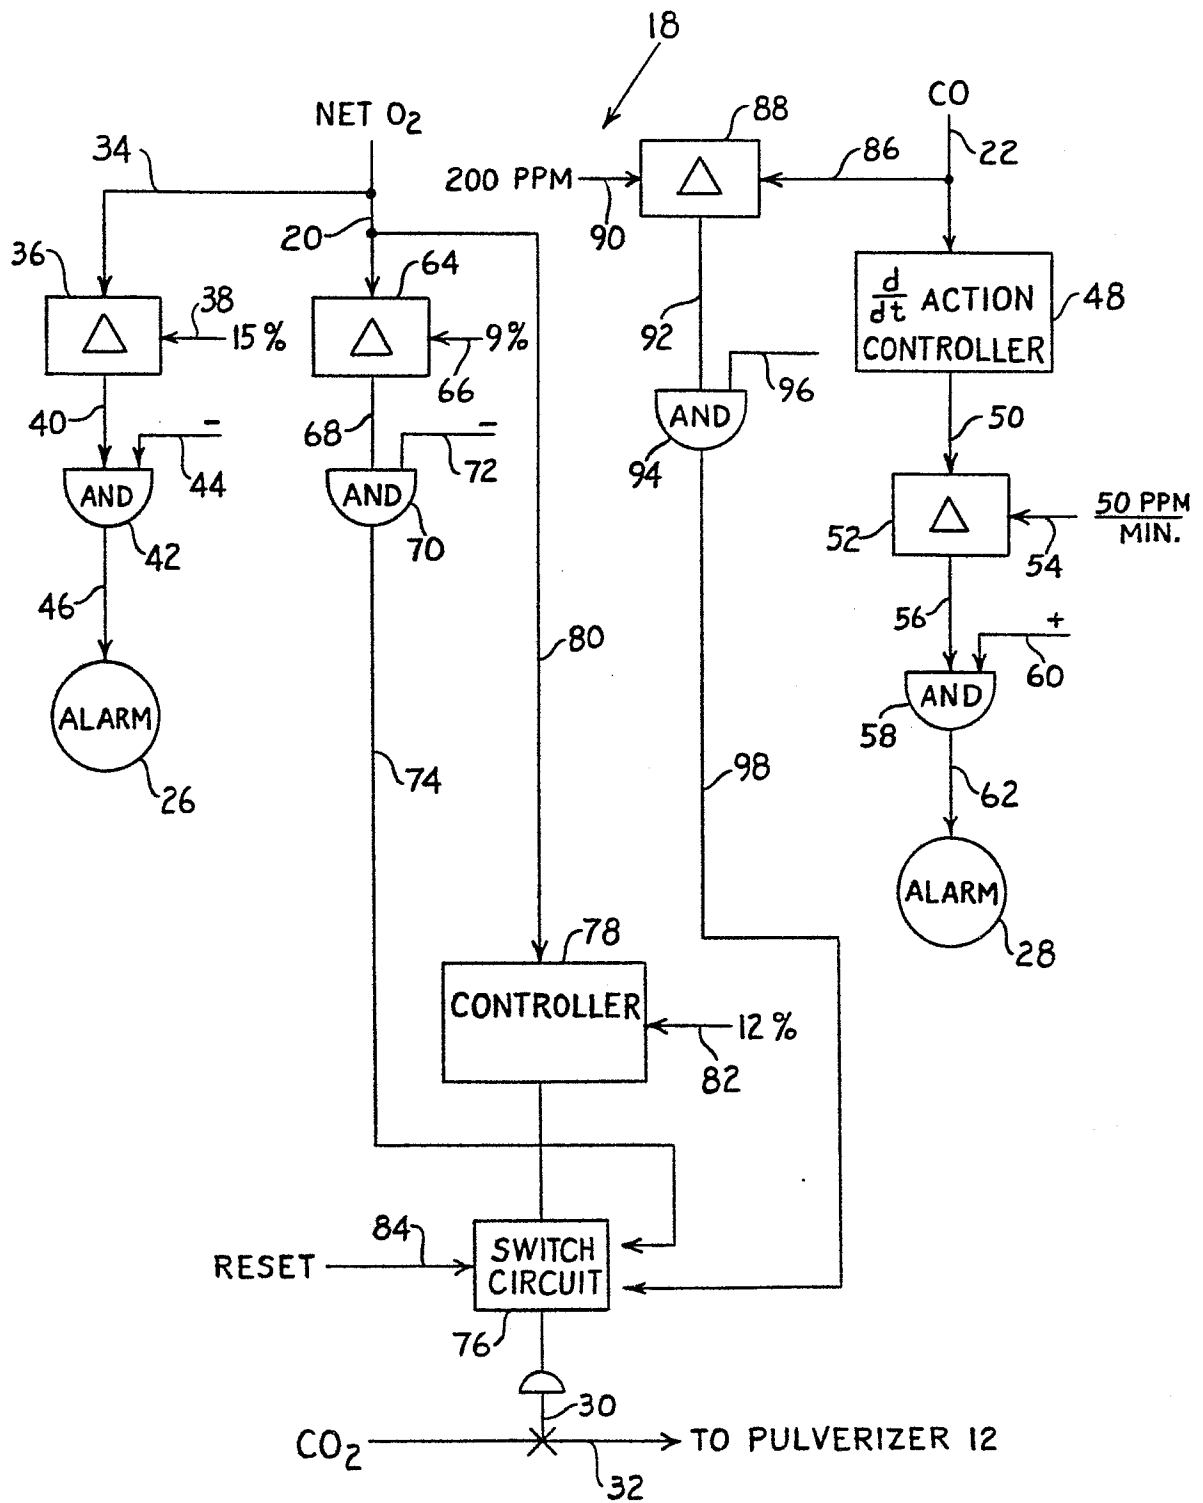 18
NET O2
CO
34
88
86
22
200 PPM
△
90
20
36
64
d/dt ACTION
CONTROLLER
48
38
15 %
△
66
9%
△
92
96
40
44
–
68
72
–
AND
94
50
AND
42
AND
70
△
52
54
50 PPM
MIN.
46
80
56
60
+
ALARM
26
74
98
AND
58
62
78
CONTROLLER
12 %
82
ALARM
28
RESET
84
SWITCH
CIRCUIT
76
30
CO2
32
TO PULVERIZER 12